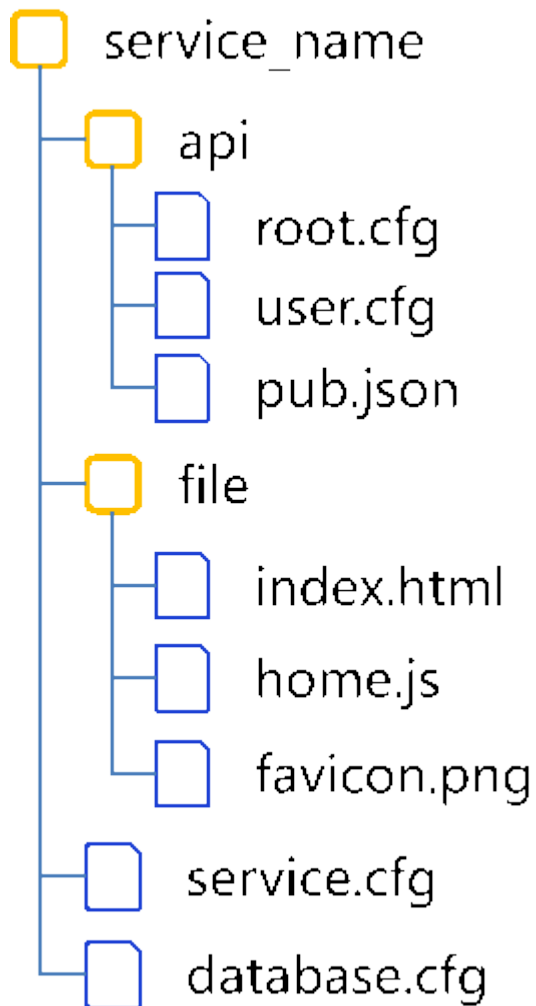 service_name
api
root.cfg
user.cfg
pub.json
file
index.html
home.js
favicon.png
service.cfg
database.cfg